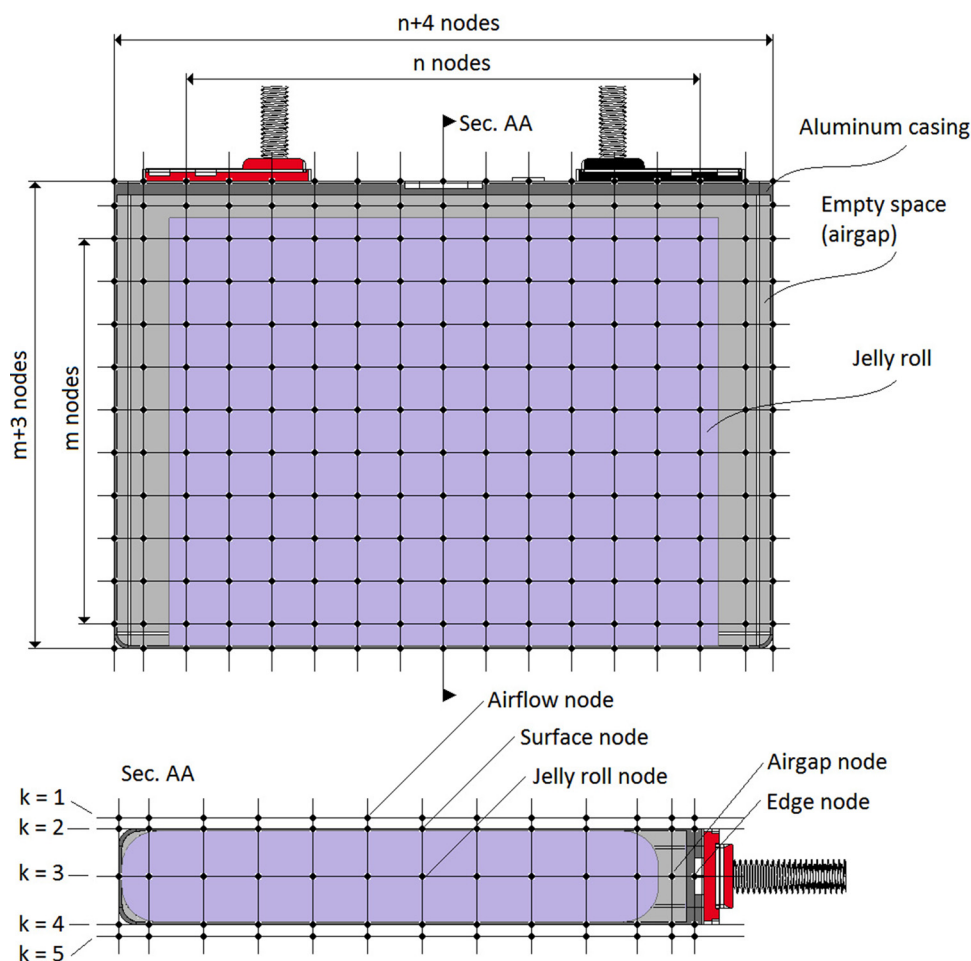 n+4 nodes
n nodes
Sec. AA
Aluminum casing
Empty space
(airgap)
Jelly roll
m+3 nodes
m nodes
Airflow node
Surface node
Jelly roll node
Airgap node
Edge node
Sec. AA
k = 1
k = 2
k = 3
k = 4
k = 5